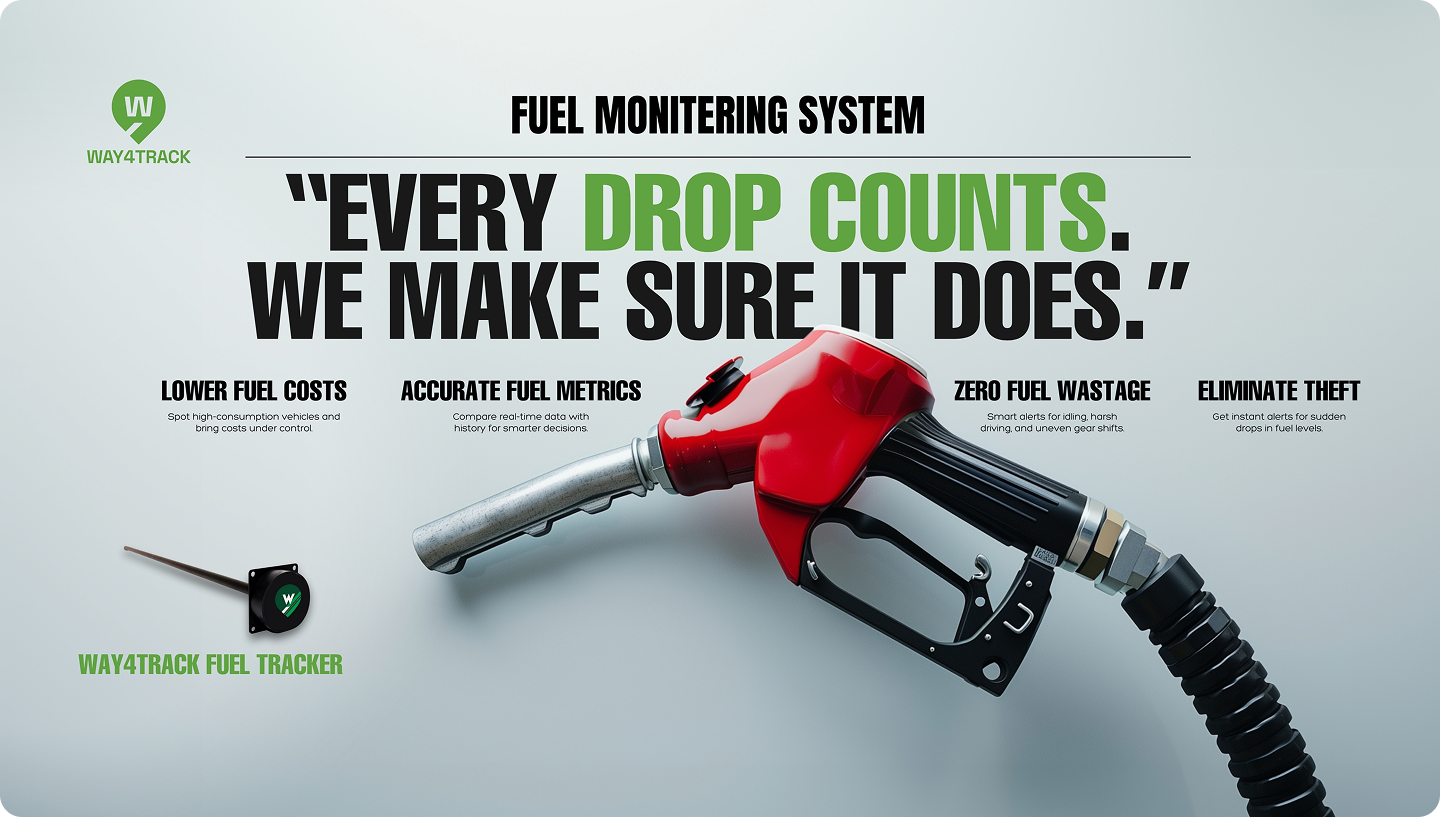 W
WAY4TRACK
FUEL MONITERING SYSTEM
“EVERY DROP COUNTS.
WE MAKE SURE IT DOES.”
LOWER FUEL COSTS
Spot high-consumption vehicles and
bring costs under control.
ACCURATE FUEL METRICS
Compare real-time data with
history for smarter decisions.
ZERO FUEL WASTAGE
Smart alerts for idling, harsh
driving, and uneven gear shifts.
ELIMINATE THEFT
Get instant alerts for sudden
drops in fuel levels.
W
WAY4TRACK FUEL TRACKER